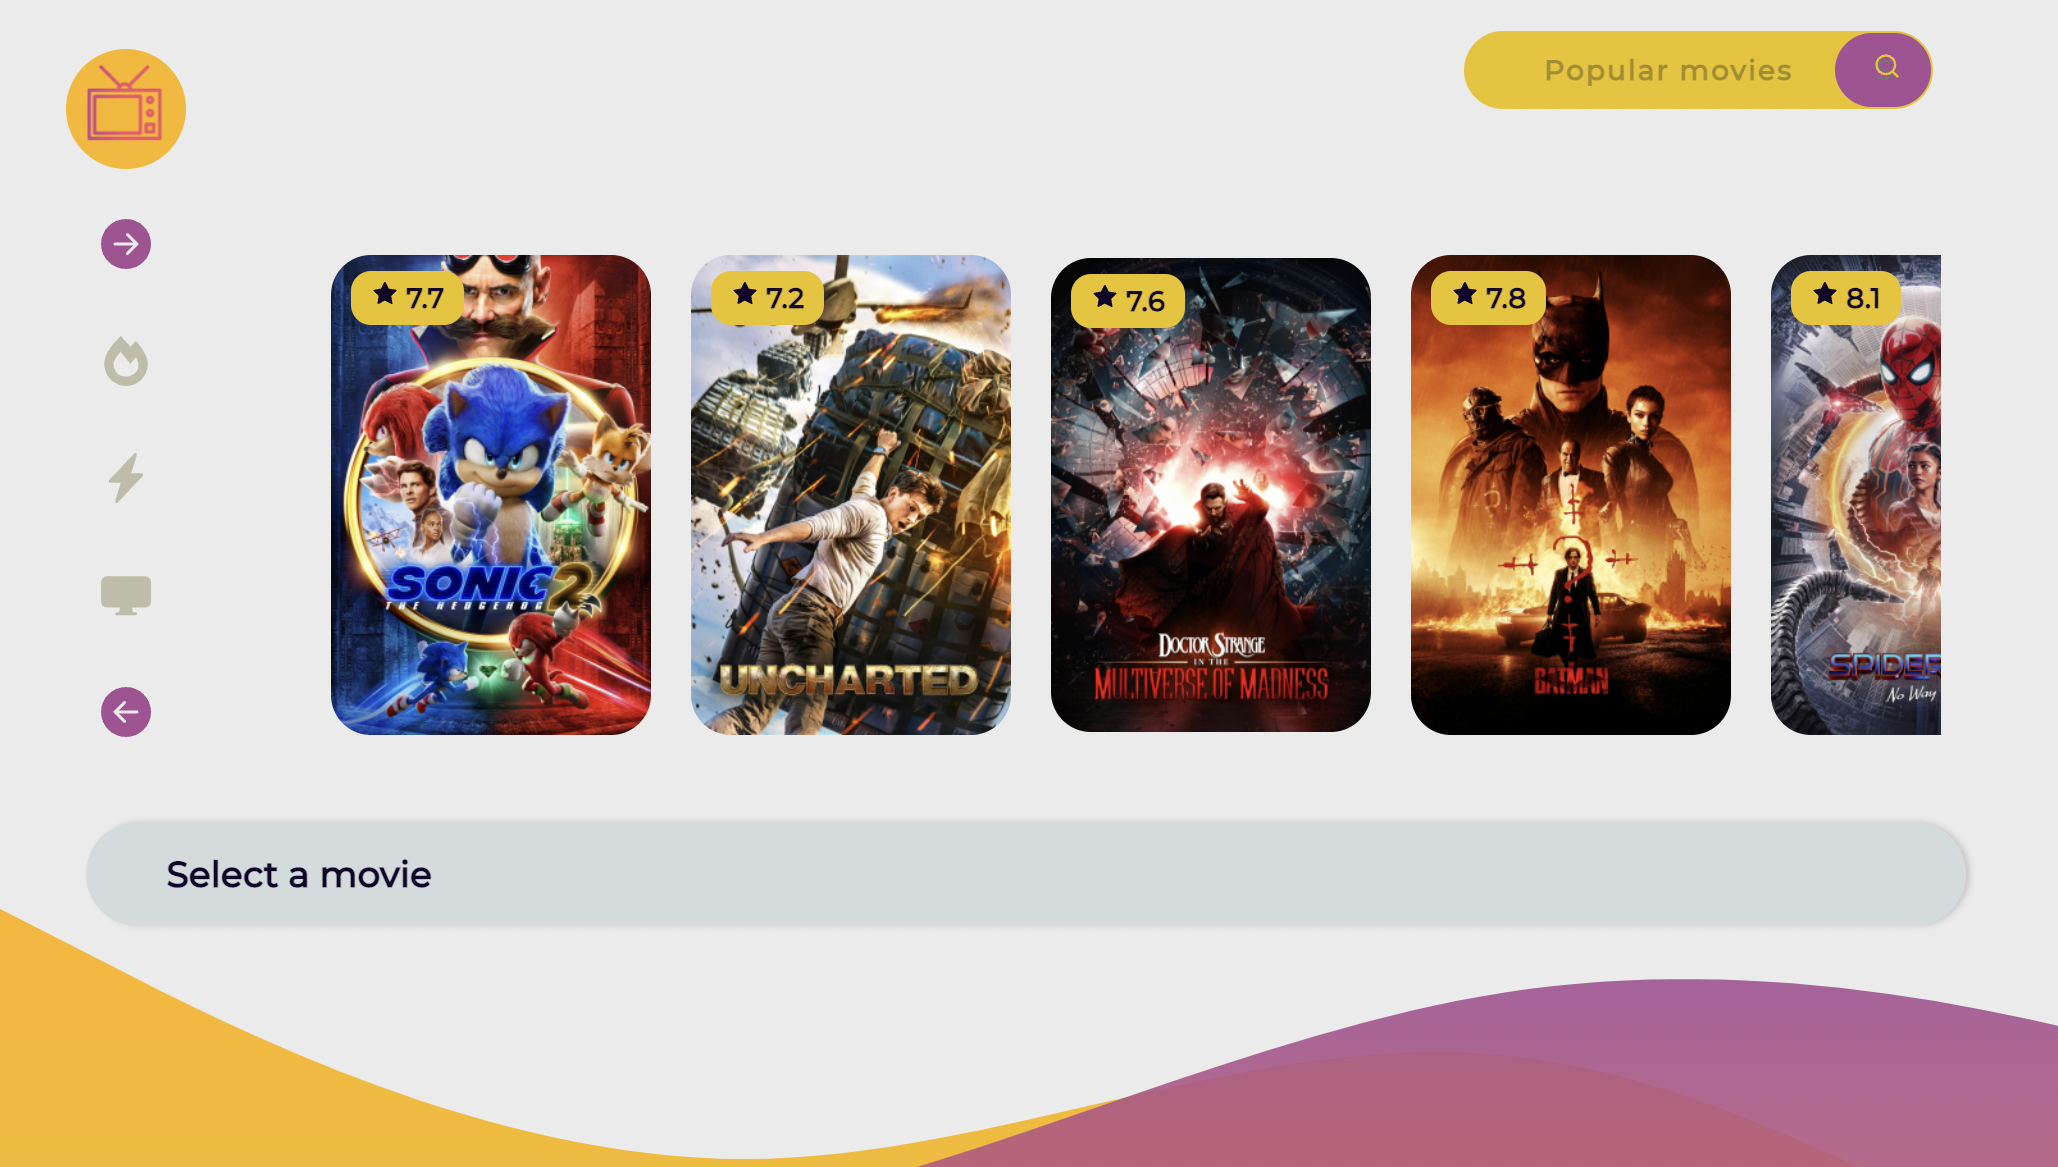 Popular movies
7.7
7.2
7.6
7.8
8.1
SONIC 2
THE HEDGEHOG
UNCHARTED
DOCTOR STRANGE
IN THE
MULTIVERSE OF MADNESS
BATMAN
SPIDER
No Way
Select a movie